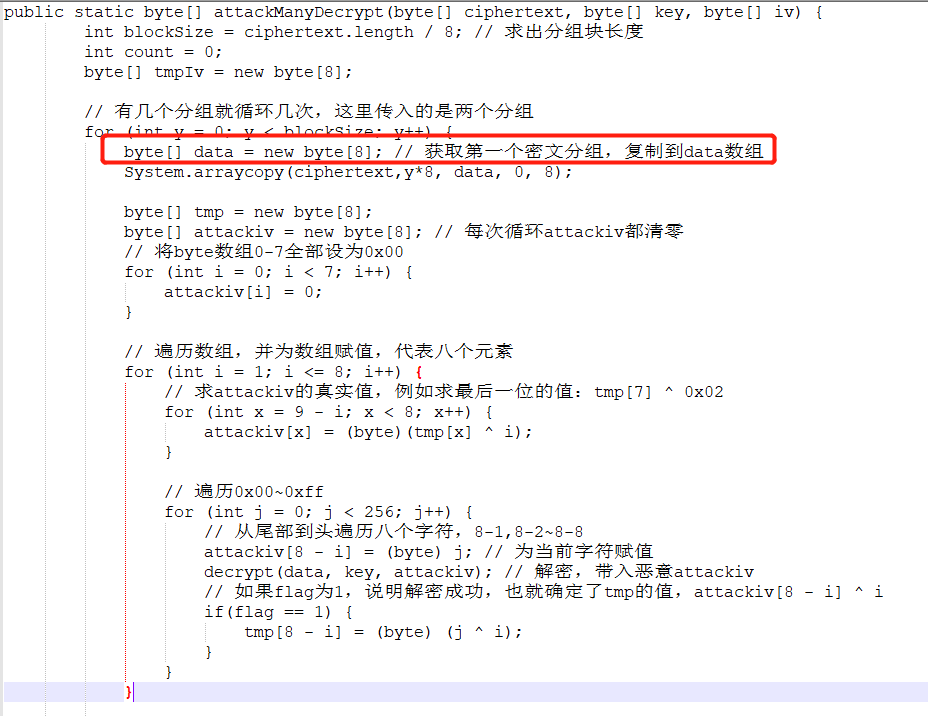 public static byte[] attackManyDecrypt(byte[] ciphertext, byte[] key, byte[] iv) {
int blockSize = ciphertext.length / 8; // 求出分组块长度
int count = 0;
byte[] tmpIv = new byte[8];
// 有几个分组就循环几次，这里传入的是两个分组
for (int y = 0; y < blockSize; y++) {
byte[] data = new byte[8]; // 获取第一个密文分组，复制到data数组
System.arraycopy(ciphertext,y*8, data, 0, 8);
byte[] tmp = new byte[8];
byte[] attackiv = new byte[8]; // 每次循环attackiv都清零
// 将byte数组0-7全部设为0x00
for (int i = 0; i < 7; i++) {
attackiv[i] = 0;
}
// 遍历数组，并为数组赋值，代表八个元素
for (int i = 1; i <= 8; i++) {
// 求attackiv的真实值，例如求最后一位的值：tmp[7] ^ 0x02
for (int x = 9 - i; x < 8; x++) {
attackiv[x] = (byte)(tmp[x] ^ i);
}
// 遍历0x00~0xff
for (int j = 0; j < 256; j++) {
// 从尾部到头遍历八个字符，8-1,8-2~8-8
attackiv[8 - i] = (byte) j; // 为当前字符赋值
decrypt(data, key, attackiv); // 解密，带入恶意attackiv
// 如果flag为1，说明解密成功，也就确定了tmp的值，attackiv[8 - i] ^ i
if(flag == 1) {
tmp[8 - i] = (byte) (j ^ i);
}
}
}